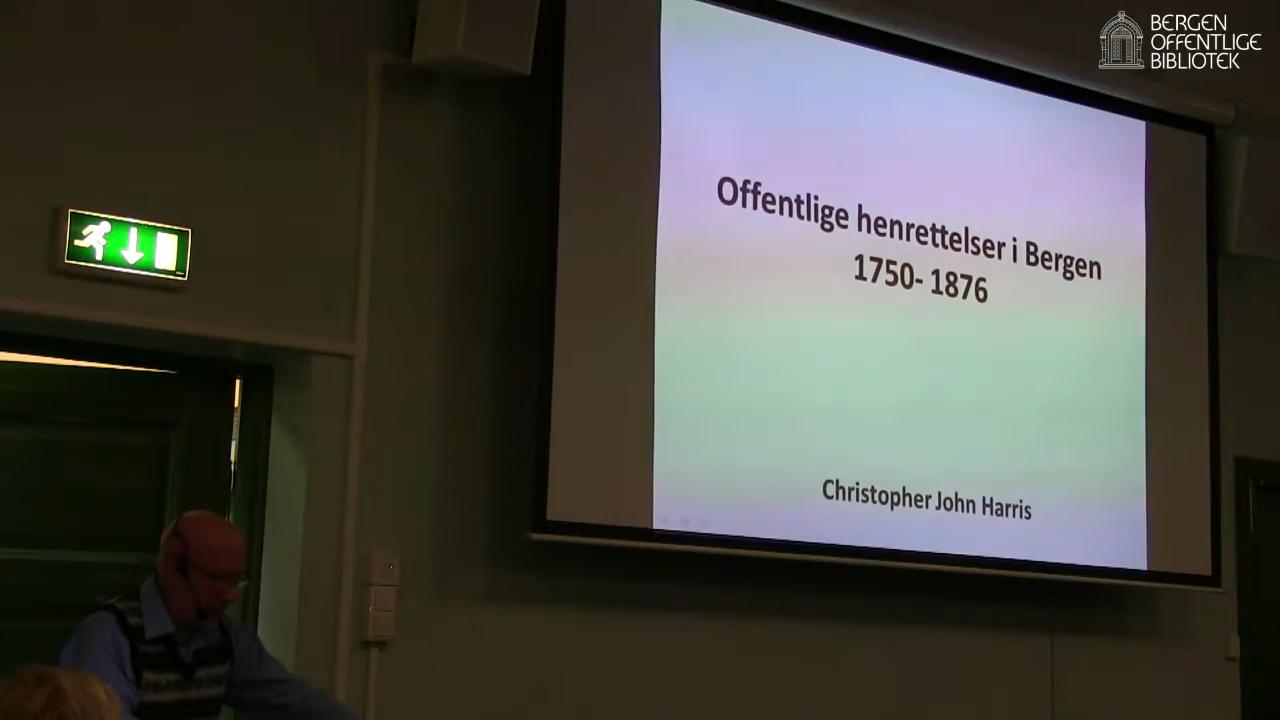 BERGEN
OFFENTLIGE
BIBLIOTEK
Offentlige henrettelser i Bergen
1750- 1876
Christopher John Harris